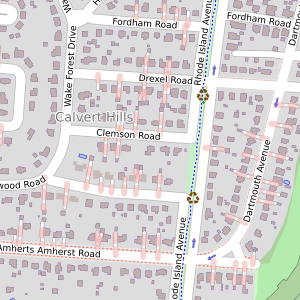 Fordham Road
Fordham Road
Rhode Island Avenue
Wake Forest Drive
Drexel Road
Calvert Hills
Clemson Road
Dartmouth Avenue
wood Road
Rhode Island Avenue
Amherts Amherst Road